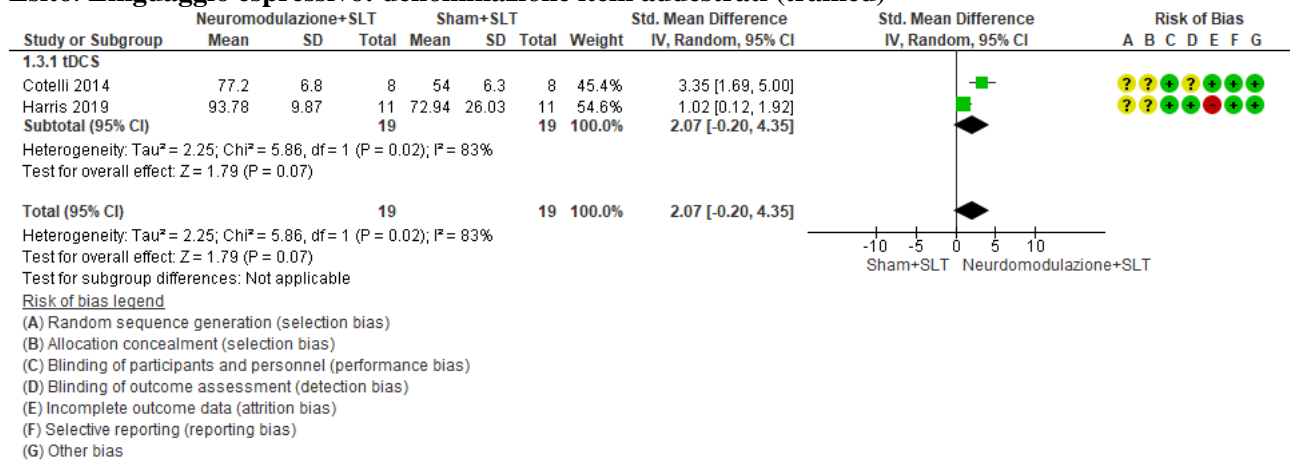 Esito: Linguaggio espressivo: denominazione item addestrati (trained)
Neuromodulazione+SLT Sham+SLT Std. Mean Difference Std. Mean Difference Risk of Bias
Study or Subgroup Mean SD Total Mean SD Total Weight IV, Random, 95% CI IV, Random, 95% CI A B C D E F G
1.3.1 tDCS
Cotelli 2014 77.2 6.8 8 54 6.3 8 45.4% 3.35 [1.69, 5.00] ? ? + ? + + +
Harris 2019 93.78 9.87 11 72.94 26.03 11 54.6% 1.02 [0.12, 1.92] ? ? + + - + +
Subtotal (95% CI) 19 19 100.0% 2.07 [-0.20, 4.35]
Heterogeneity: Tau² = 2.25; Chi² = 5.86, df = 1 (P = 0.02); I² = 83%
Test for overall effect: Z = 1.79 (P = 0.07)
Total (95% CI) 19 19 100.0% 2.07 [-0.20, 4.35]
Heterogeneity: Tau² = 2.25; Chi² = 5.86, df = 1 (P = 0.02); I² = 83%
Test for overall effect: Z = 1.79 (P = 0.07)
Test for subgroup differences: Not applicable
-10 -5 0 5 10
Sham+SLT Neurdomodulazione+SLT
Risk of bias legend
(A) Random sequence generation (selection bias)
(B) Allocation concealment (selection bias)
(C) Blinding of participants and personnel (performance bias)
(D) Blinding of outcome assessment (detection bias)
(E) Incomplete outcome data (attrition bias)
(F) Selective reporting (reporting bias)
(G) Other bias